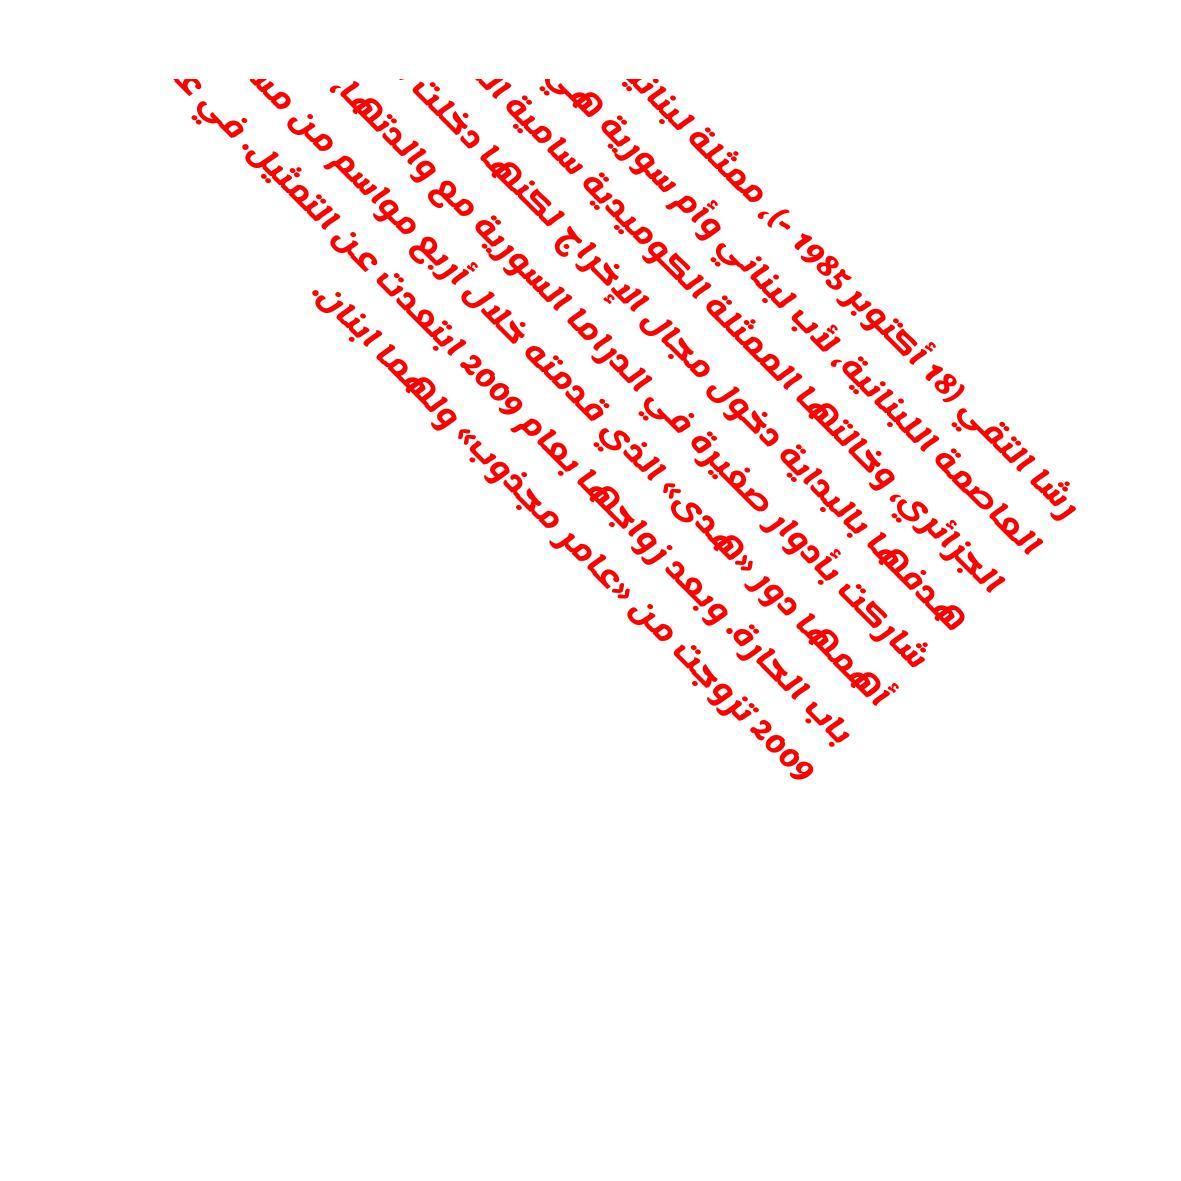 رشا التقي (18 أكتوبر 1985 -)، ممثلة
العاصمة اللبنانية، لأب لبناني وأم سورية هي
الجزائري، وخالتها الممثلة الكوميدية سامية
هدفها بالبداية دخول مجال الإخراج لكنها دخلت
شاركت بأدوار صغيرة في الدراما السورية مع والدتها،
أهمها دور «هدى» الذي قدمته خلال أربع مواسم من
باب الحارة. وبعد زواجها بعام 2009 ابتعدت عن التمثيل. في
2009 تزوجت من «عامر مجذوب» ولهما ابنان.